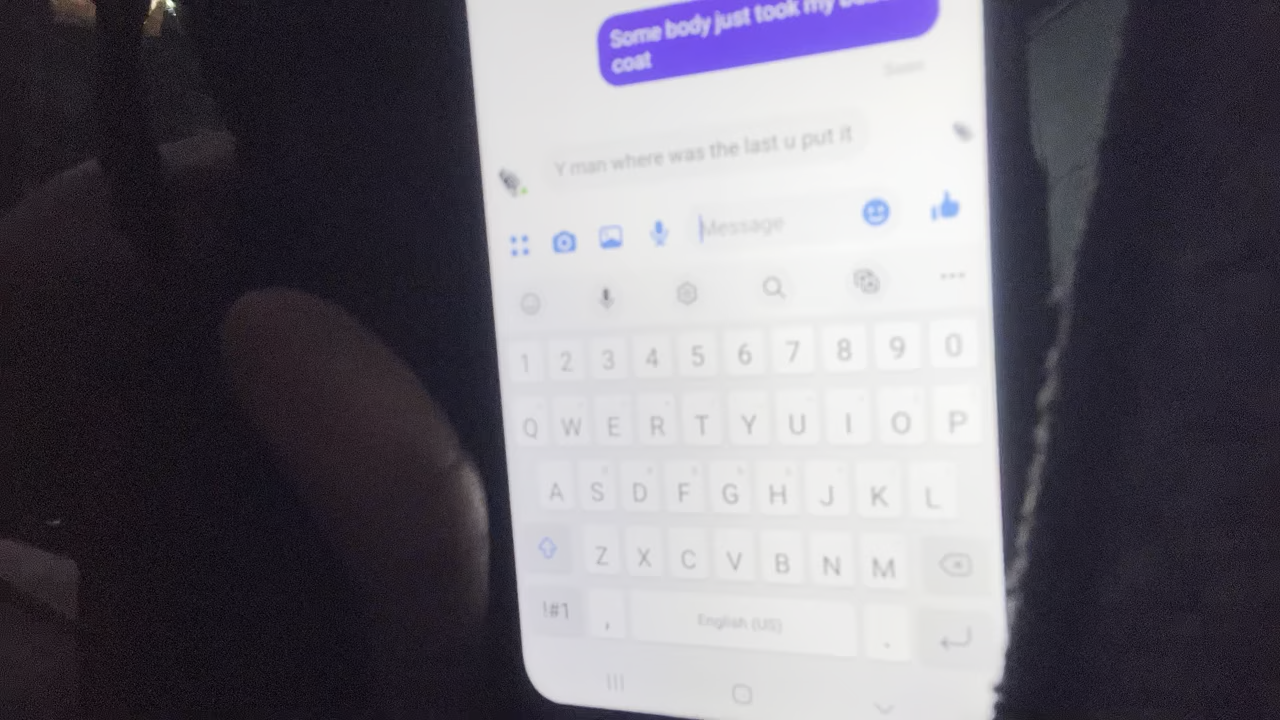 Some body just took my
coat
Y man where was the last u put it
Message
1 2 3 4 5 6 7 8 9 0
Q W E R T Y U I O P
A S D F G H J K L
Z X C V B N M
!#1 , English (US) .